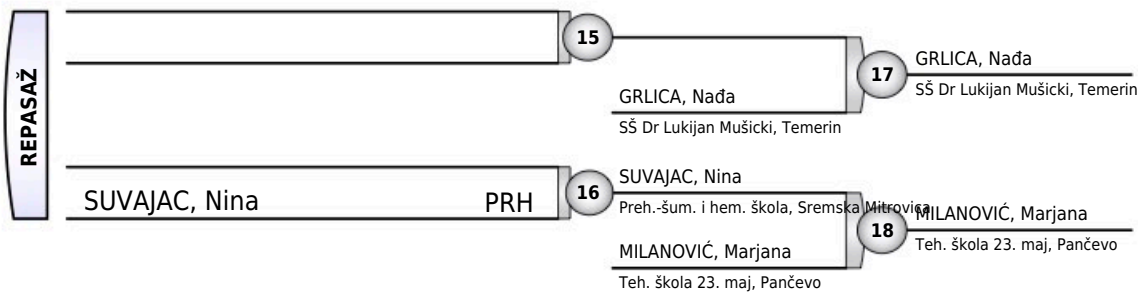 REPASAŽ
15
GRLICA, Nađa
SŠ Dr Lukijan Mušicki, Temerin
17
GRLICA, Nađa
SŠ Dr Lukijan Mušicki, Temerin
SUVAJAC, Nina PRH
16
SUVAJAC, Nina
Preh.-šum. i hem. škola, Sremska Mitrovica
MILANOVIĆ, Marjana
Teh. škola 23. maj, Pančevo
18
MILANOVIĆ, Marjana
Teh. škola 23. maj, Pančevo